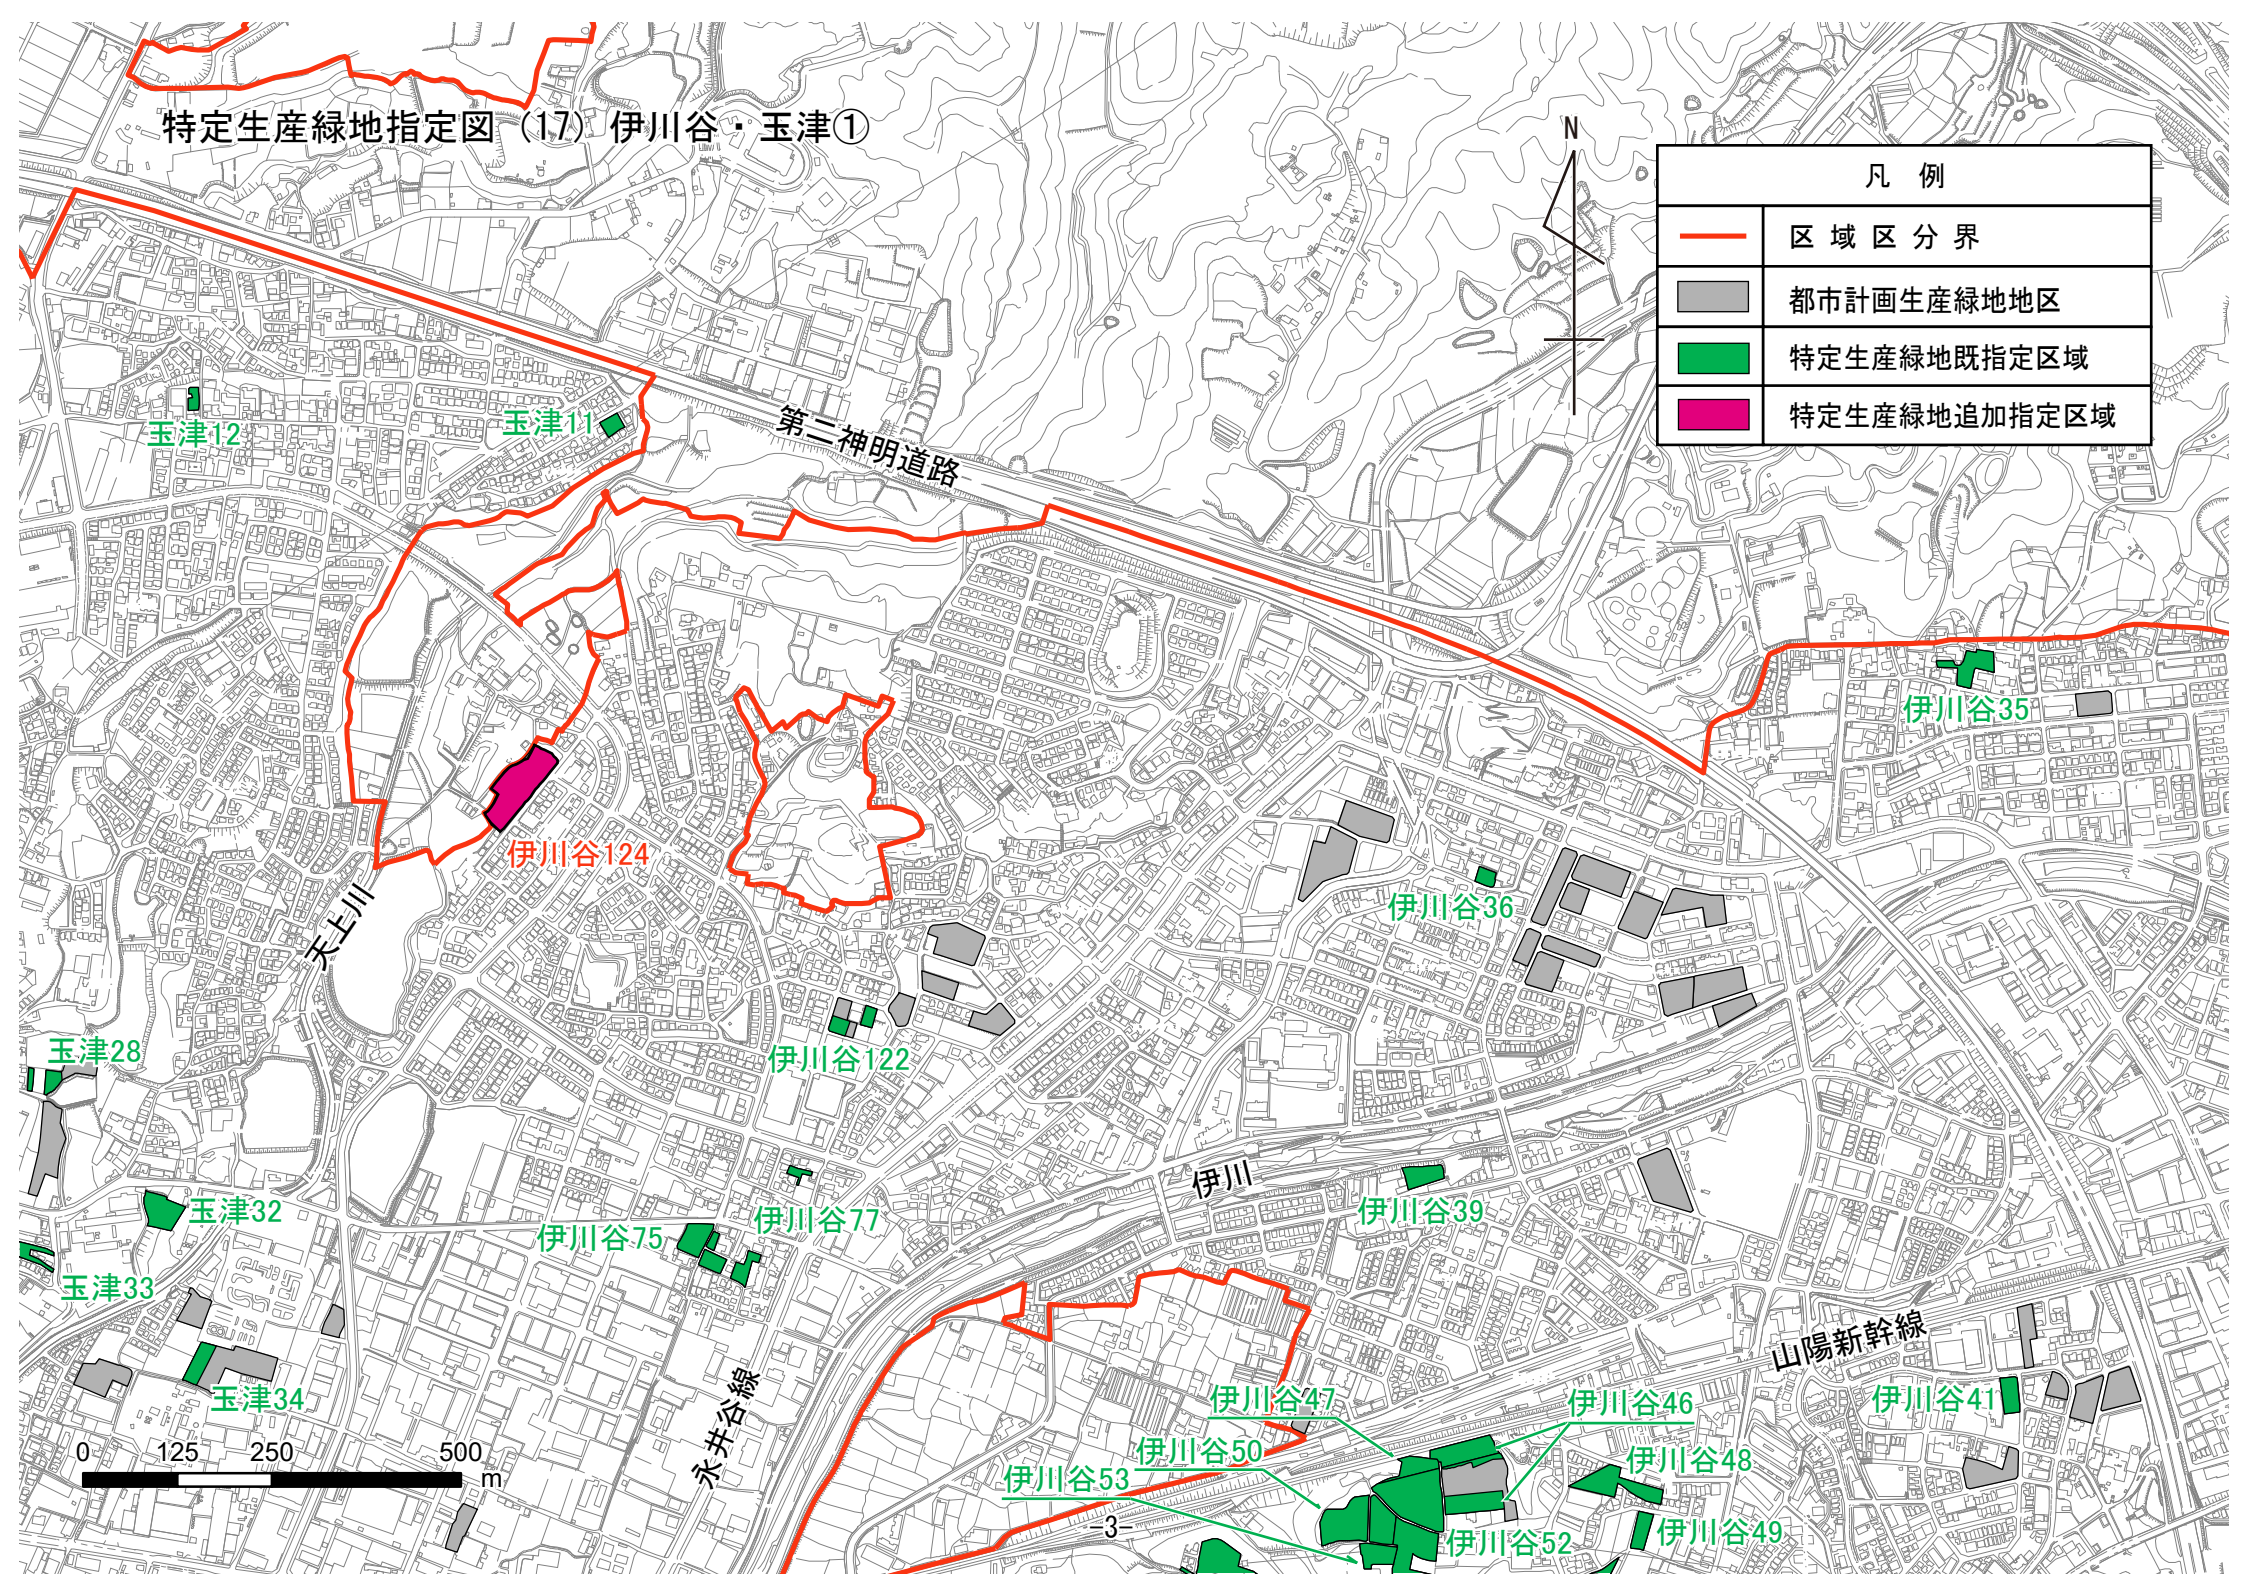 特定生産緑地指定図（17）伊川谷・玉津①
N
凡例
区域区分界
都市計画生産緑地地区
特定生産緑地既指定区域
特定生産緑地追加指定区域
玉津12
玉津11
第二神明道路
伊川谷35
伊川谷124
伊川谷36
天上川
玉津28
伊川谷122
伊川
伊川谷39
玉津32
伊川谷77
伊川谷75
玉津33
山陽新幹線
玉津34
永井谷線
伊川谷47
伊川谷46
伊川谷41
伊川谷50
伊川谷48
伊川谷53
0 125 250 500 m
-3-
伊川谷52
伊川谷49